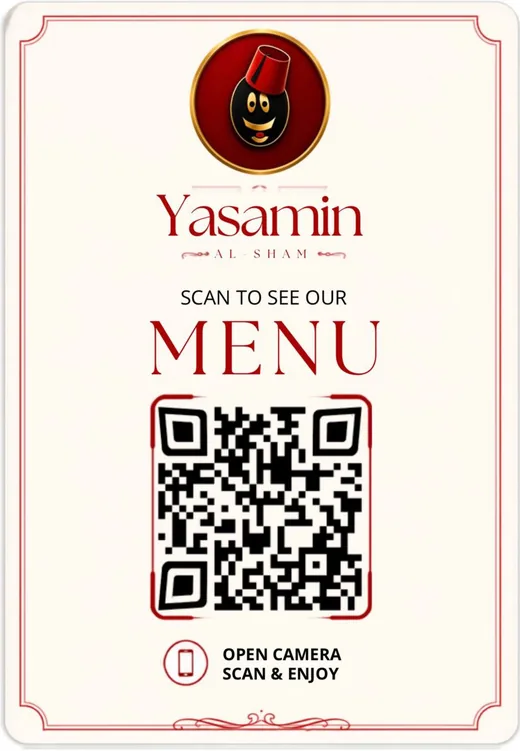 Yasamin
AL-SHAM
SCAN TO SEE OUR
MENU
OPEN CAMERA
SCAN & ENJOY